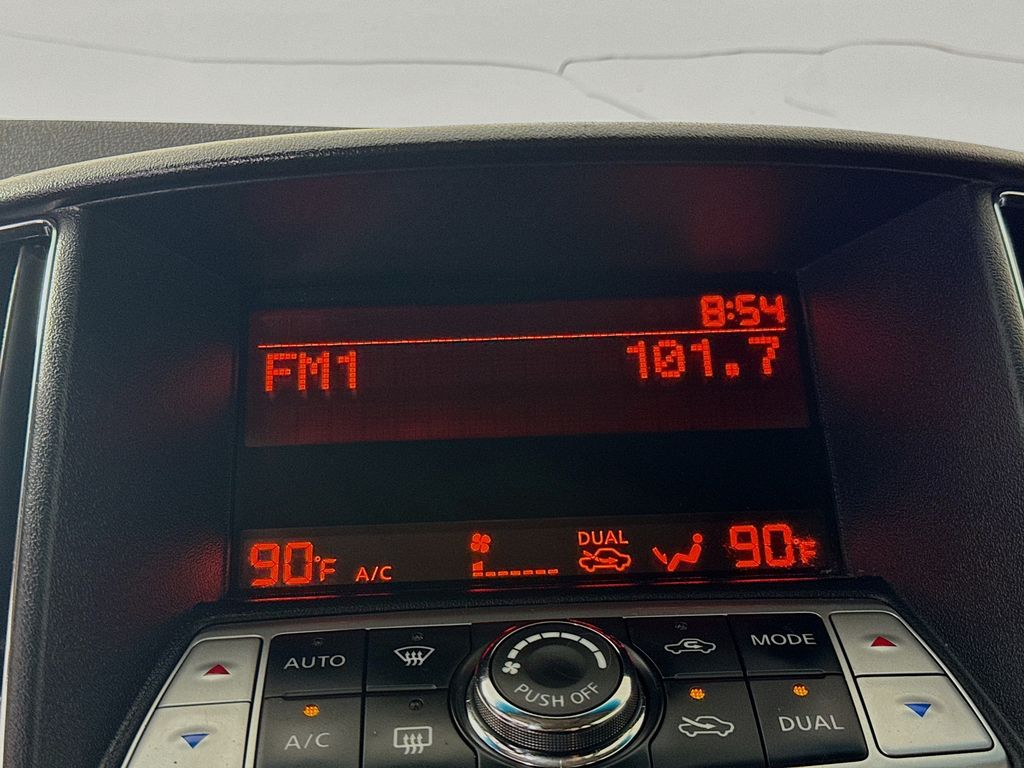 8:54
FM1 101.7
DUAL
90°F A/C 90°F
AUTO MODE
PUSH OFF
A/C DUAL